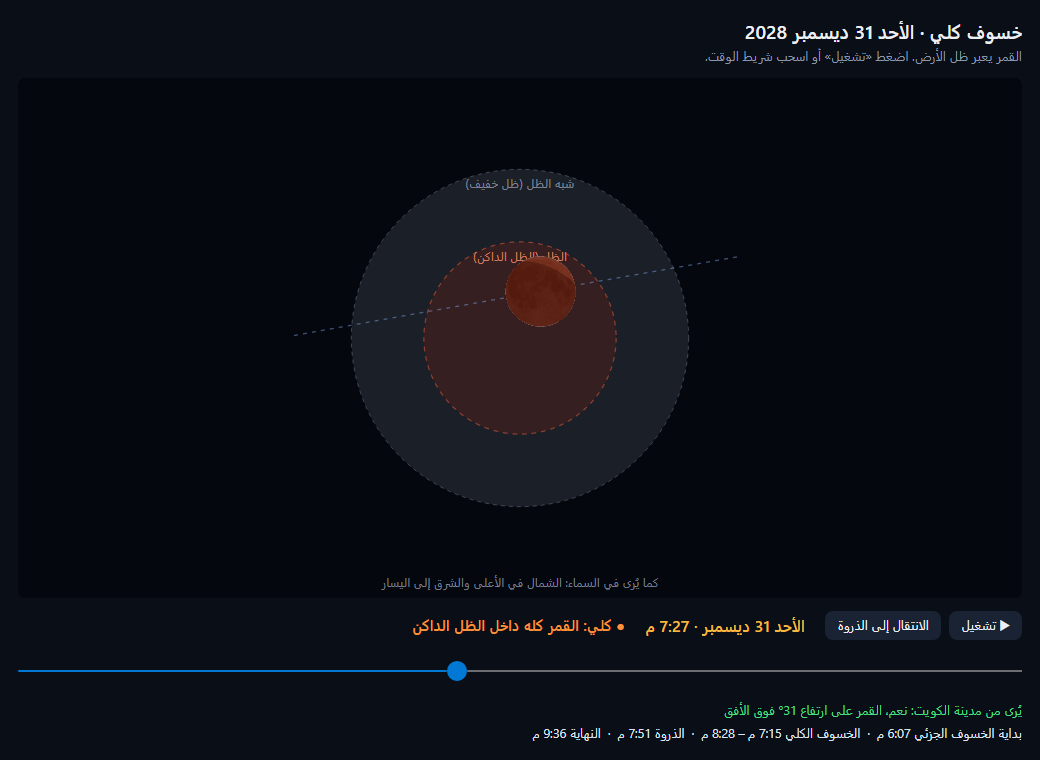 خسوف كلي · الأحد 31 ديسمبر 2028
القمر يعبر ظل الأرض. اضغط «تشغيل» أو اسحب شريط الوقت.
شبه الظل (ظل خفيف)
الظل (الظل الداكن)
كما يُرى في السماء: الشمال في الأعلى والشرق إلى اليسار
▶ تشغيل
الانتقال إلى الذروة
الأحد 31 ديسمبر · 7:27 م
● كلي: القمر كله داخل الظل الداكن
يُرى من مدينة الكويت: نعم، القمر على ارتفاع 31° فوق الأفق
بداية الخسوف الجزئي 6:07 م · الخسوف الكلي 7:15 م – 8:28 م · الذروة 7:51 م · النهاية 9:36 م